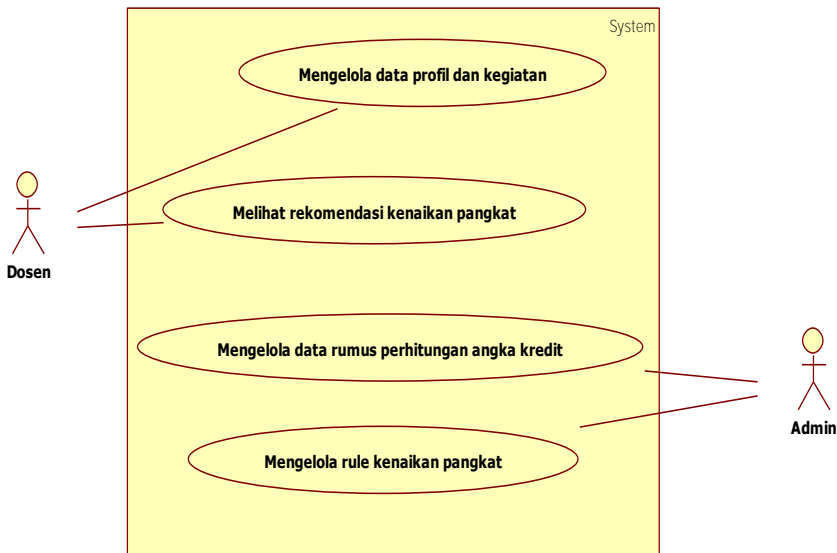 System
Mengelola data profil dan kegiatan
Melihat rekomendasi kenaikan pangkat
Dosen
Mengelola data rumus perhitungan angka kredit
Admin
Mengelola rule kenaikan pangkat